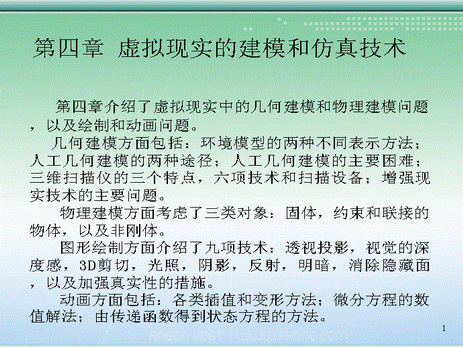 第四章 虚拟现实的建模和仿真技术
第四章介绍了虚拟现实中的几何建模和物理建模问题
，以及绘制和动画问题。
几何建模方面包括：环境模型的两种不同表示方法；
人工几何建模的两种途径；人工几何建模的主要困难；
三维扫描仪的三个特点，六项技术和扫描设备；增强现
实技术的主要问题。
物理建模方面考虑了三类对象：固体，约束和联接的
物体，以及非刚体。
图形绘制方面介绍了九项技术：透视投影，视觉的深
度感，3D剪切，光照，阴影，反射，明暗，消除隐藏面
，以及加强真实性的措施。
动画方面包括：各类插值和变形方法；微分方程的数
值解法；由传递函数得到状态方程的方法。
1